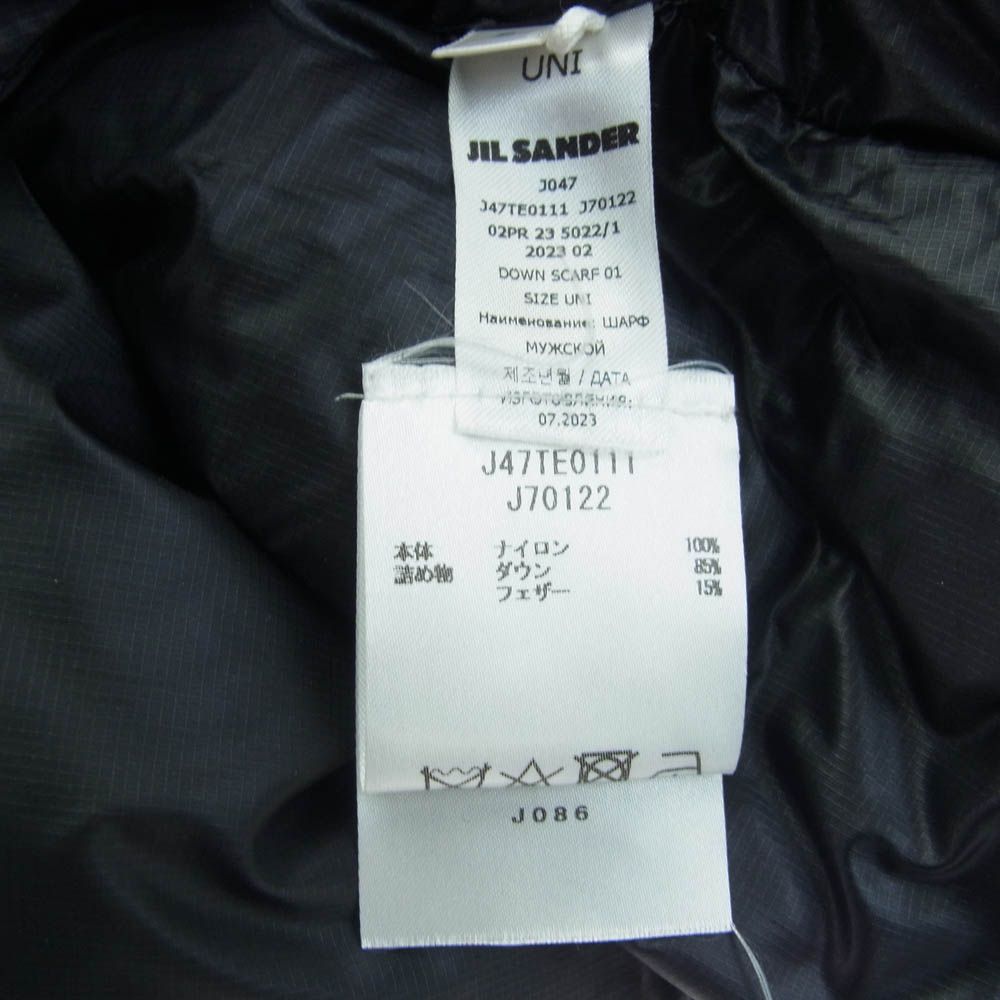 UNI
JIL SANDER
J047
J47TE0111 J70122
02PR 23 5022/1
2023 02
DOWN SCARF 01
SIZE UNI
Наименование: ШАРФ
МУЖСКОЙ
제조년월 / ДАТА
ИЗГОТОВЛЕНИЯ:
07.2023
J47TE0111
J70122
本体 ナイロン 100%
詰め物 ダウン 85%
フェザー 15%
J086